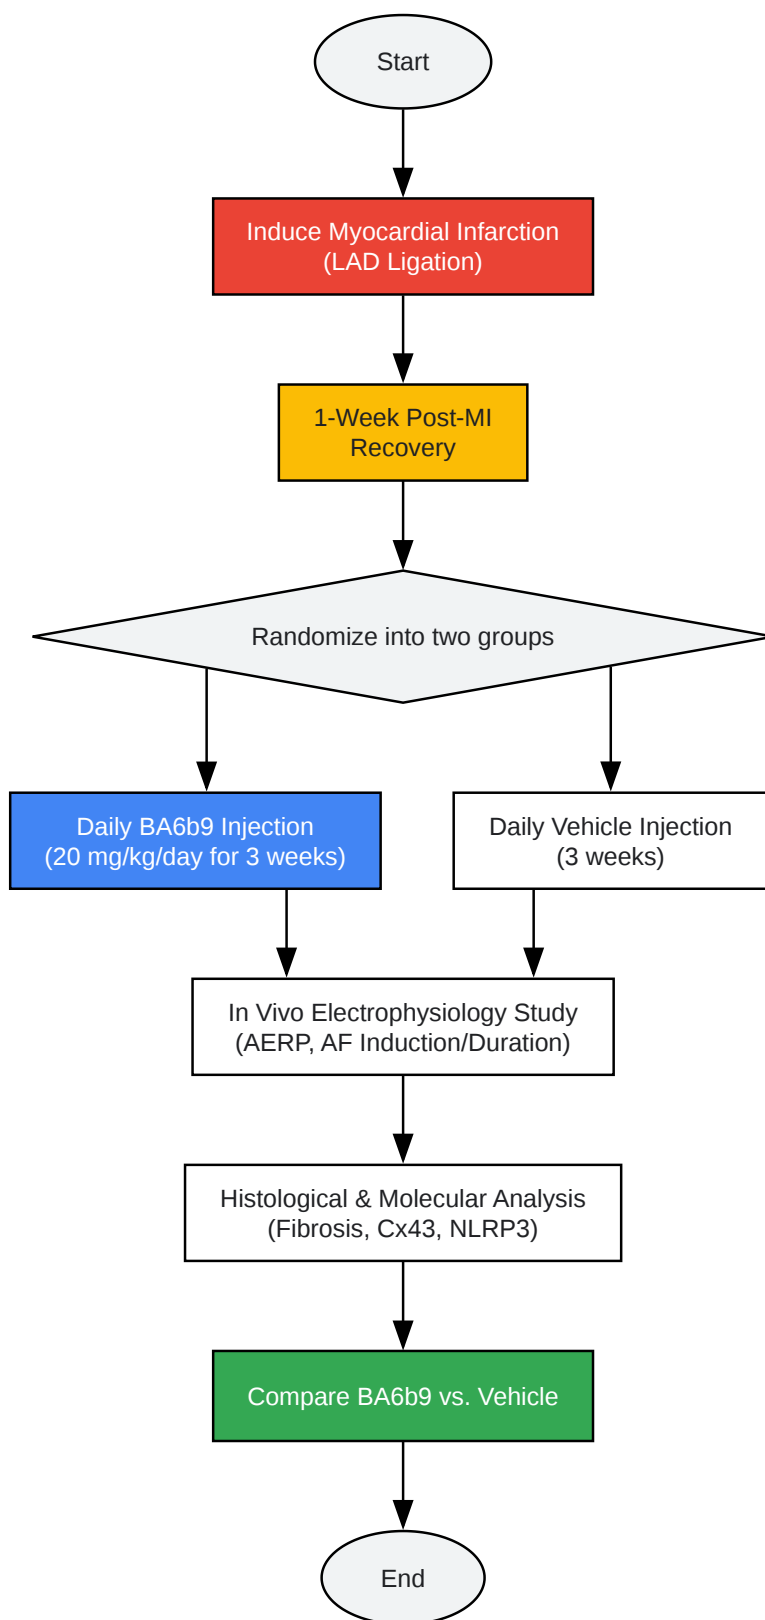 Start
Induce Myocardial Infarction
(LAD Ligation)
1-Week Post-MI
Recovery
Randomize into two groups
Daily BA6b9 Injection
(20 mg/kg/day for 3 weeks)
Daily Vehicle Injection
(3 weeks)
In Vivo Electrophysiology Study
(AERP, AF Induction/Duration)
Histological & Molecular Analysis
(Fibrosis, Cx43, NLRP3)
Compare BA6b9 vs. Vehicle
End